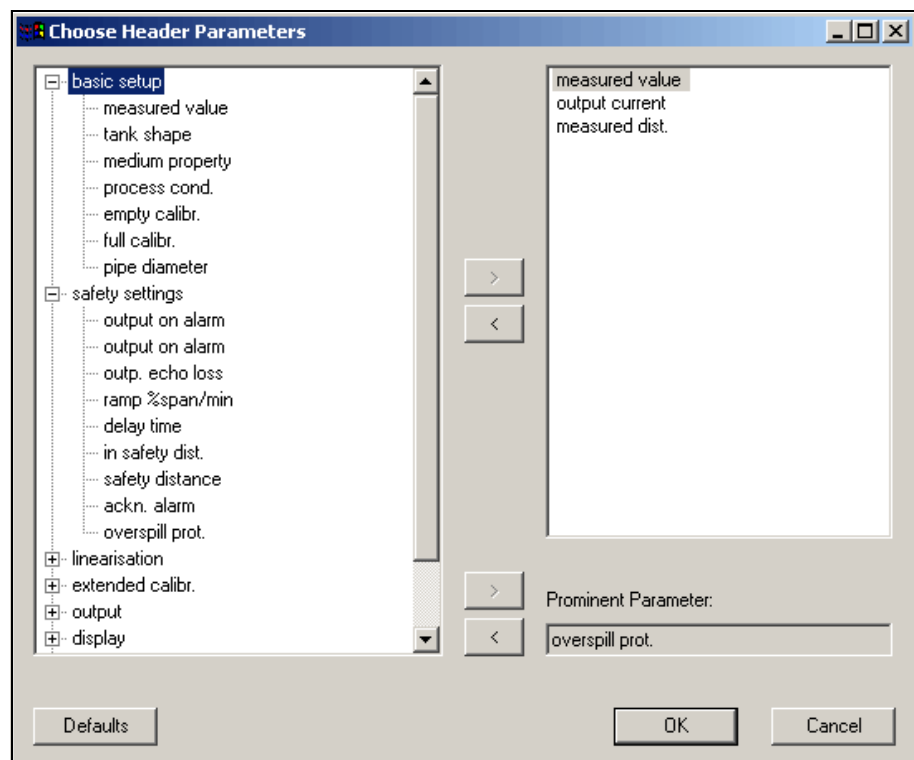 Choose Header Parameters
basic setup
measured value
tank shape
medium property
process cond.
empty calibr.
full calibr.
pipe diameter
safety settings
output on alarm
output on alarm
outp. echo loss
ramp %span/min
delay time
in safety dist.
safety distance
ackn. alarm
overspill prot.
linearisation
extended calibr.
output
display
>
<
>
<
measured value
output current
measured dist.
Prominent Parameter:
overspill prot.
Defaults
OK
Cancel